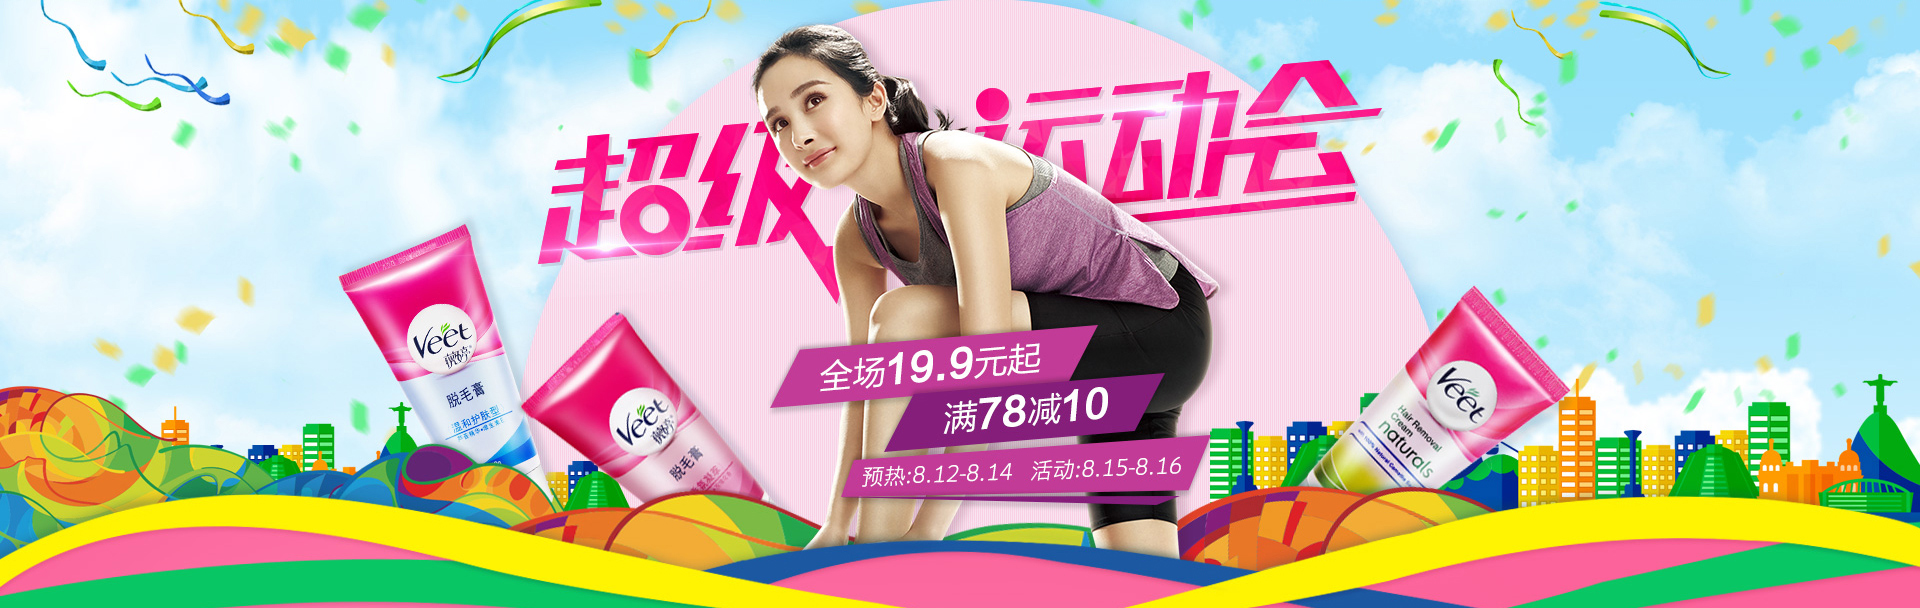 超级运动会
全场19.9元起
满78减10
预热:8.12-8.14 活动:8.15-8.16
Veet
薇婷
脱毛膏
温和护肤型
Veet
薇婷
脱毛膏
Veet
Hair Removal
Cream
naturals